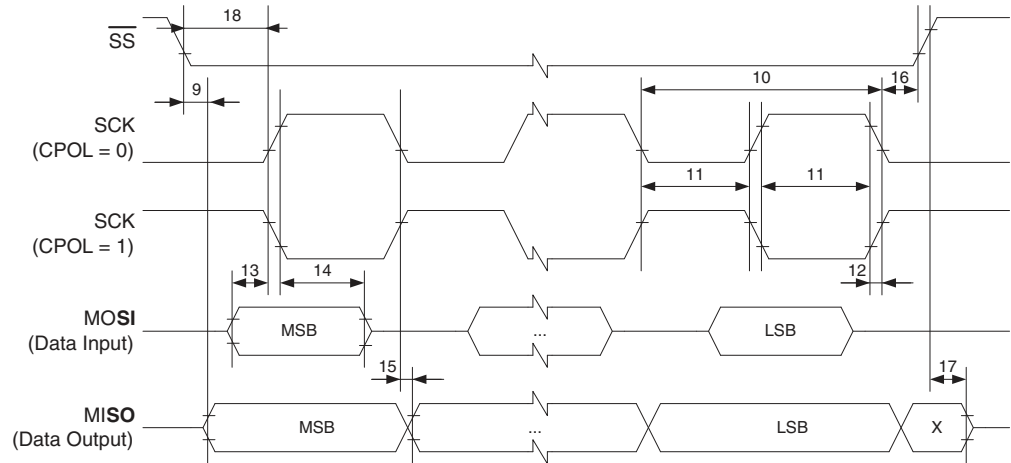 18
SS
9
10
16
SCK
(CPOL = 0)
11
11
SCK
(CPOL = 1)
13
14
12
MOSI
(Data Input)
MSB
...
LSB
15
17
MISO
(Data Output)
MSB
...
LSB
X